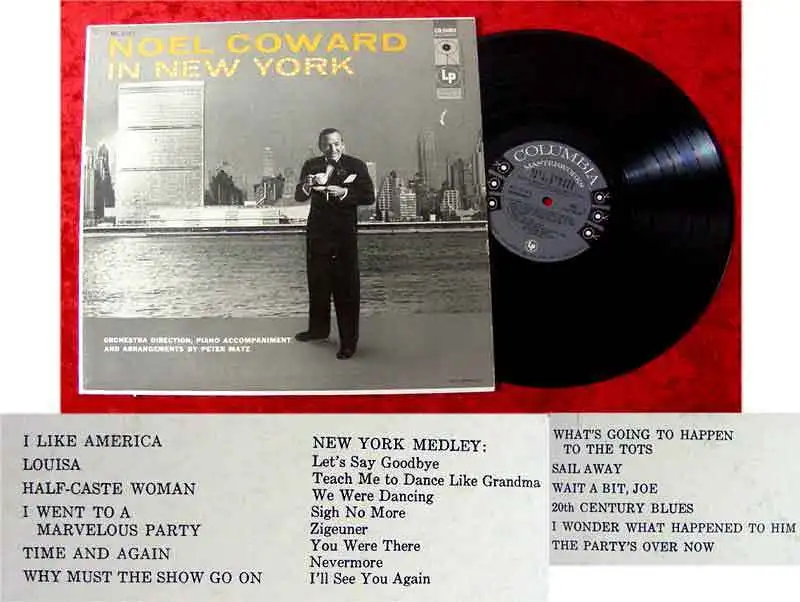 NOEL COWARD
IN NEW YORK
COLUMBIA
Lp
ORCHESTRA DIRECTION, PIANO ACCOMPANIMENT
AND ARRANGEMENTS BY PETER MATZ
COLUMBIA
MASTERWORKS
I LIKE AMERICA
LOUISA
HALF-CASTE WOMAN
I WENT TO A
MARVELOUS PARTY
TIME AND AGAIN
WHY MUST THE SHOW GO ON
NEW YORK MEDLEY:
Let's Say Goodbye
Teach Me to Dance Like Grandma
We Were Dancing
Sigh No More
Zigeuner
You Were There
Nevermore
I'll See You Again
WHAT'S GOING TO HAPPEN
TO THE TOTS
SAIL AWAY
WAIT A BIT, JOE
20th CENTURY BLUES
I WONDER WHAT HAPPENED TO HIM
THE PARTY'S OVER NOW